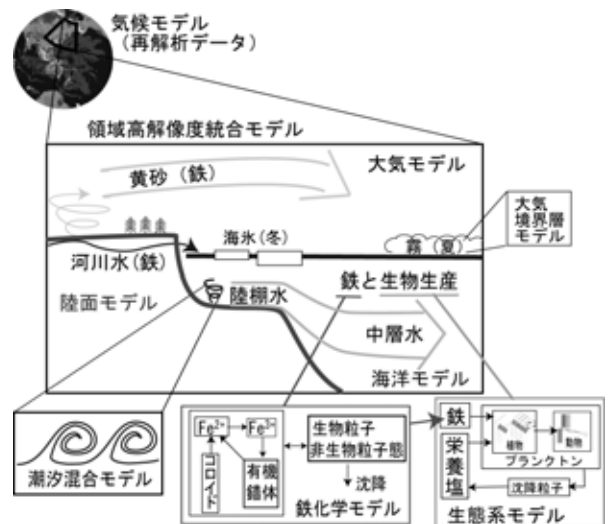 気候モデル
（再解析データ）
領域高解像度統合モデル
大気モデル
黄砂（鉄）
海氷（冬）
霧（夏）
大気
境界層
モデル
河川水（鉄）
鉄と生物生産
陸面モデル
陸棚水
中層水
海洋モデル
潮汐混合モデル
Fe²⁺
Fe³⁺
コロイド
有機
錯体
生物粒子
非生物粒子態
沈降
鉄化学モデル
鉄
栄養塩
植物
動物
プランクトン
沈降粒子
生態系モデル